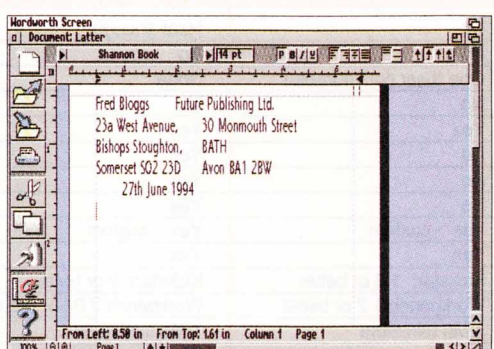 Wordworth Screen
Document: Latter
Shannon Book 14 pt P B I U
Fred Bloggs Future Publishing Ltd.
23a West Avenue, 30 Monmouth Street
Bishops Stoughton, BATH
Somerset SO2 23D Avon BA1 2BW
27th June 1994
From Left: 0.50 in From Top: 1.61 in Column 1 Page 1
100% Page 1